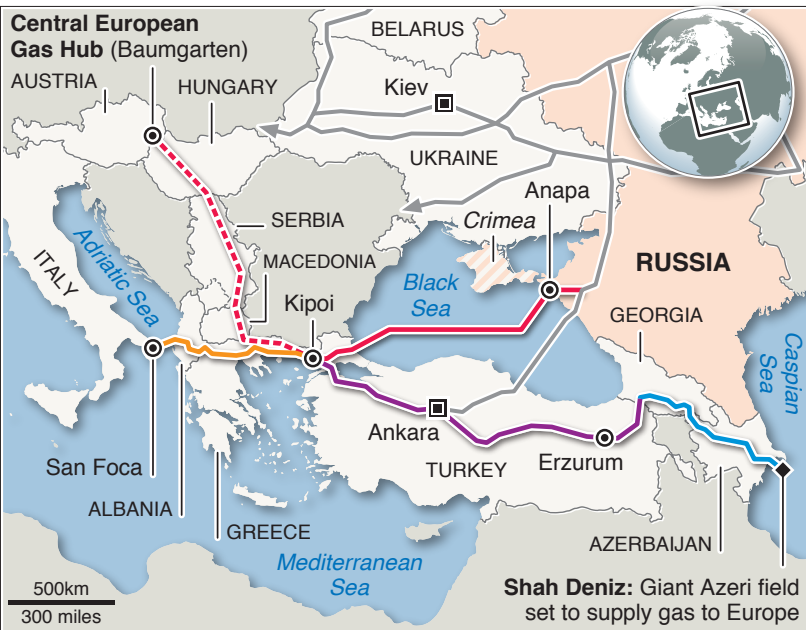 Central European
Gas Hub (Baumgarten)
BELARUS
AUSTRIA
HUNGARY
Kiev
UKRAINE
Anapa
Crimea
SERBIA
RUSSIA
ITALY
Adriatic Sea
MACEDONIA
Kipoi
Black
Sea
GEORGIA
Caspian
Sea
San Foca
Ankara
Erzurum
TURKEY
ALBANIA
GREECE
AZERBAIJAN
Mediterranean
Sea
Shah Deniz: Giant Azeri field
set to supply gas to Europe
500km
300 miles